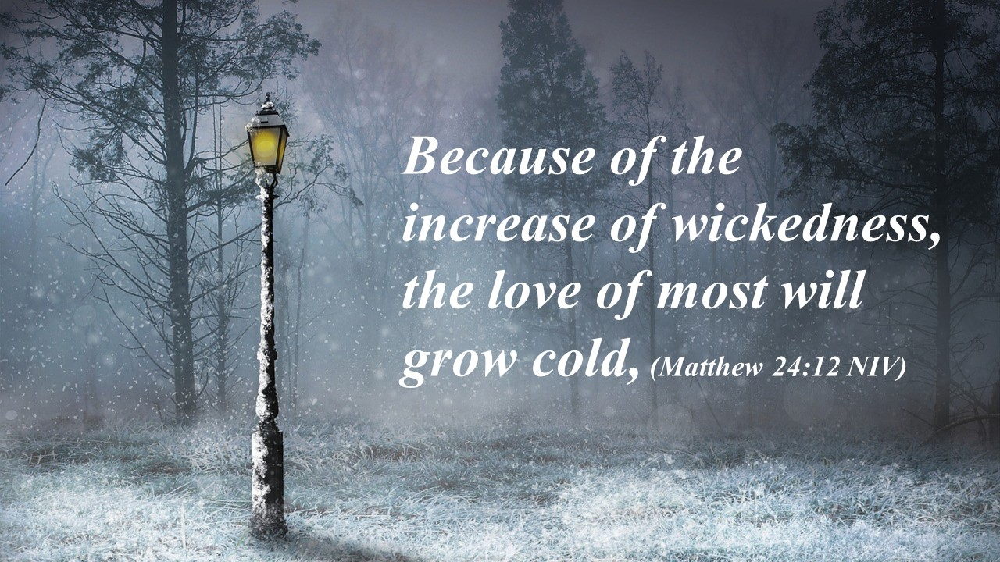 Because of the
increase of wickedness,
the love of most will
grow cold, (Matthew 24:12 NIV)